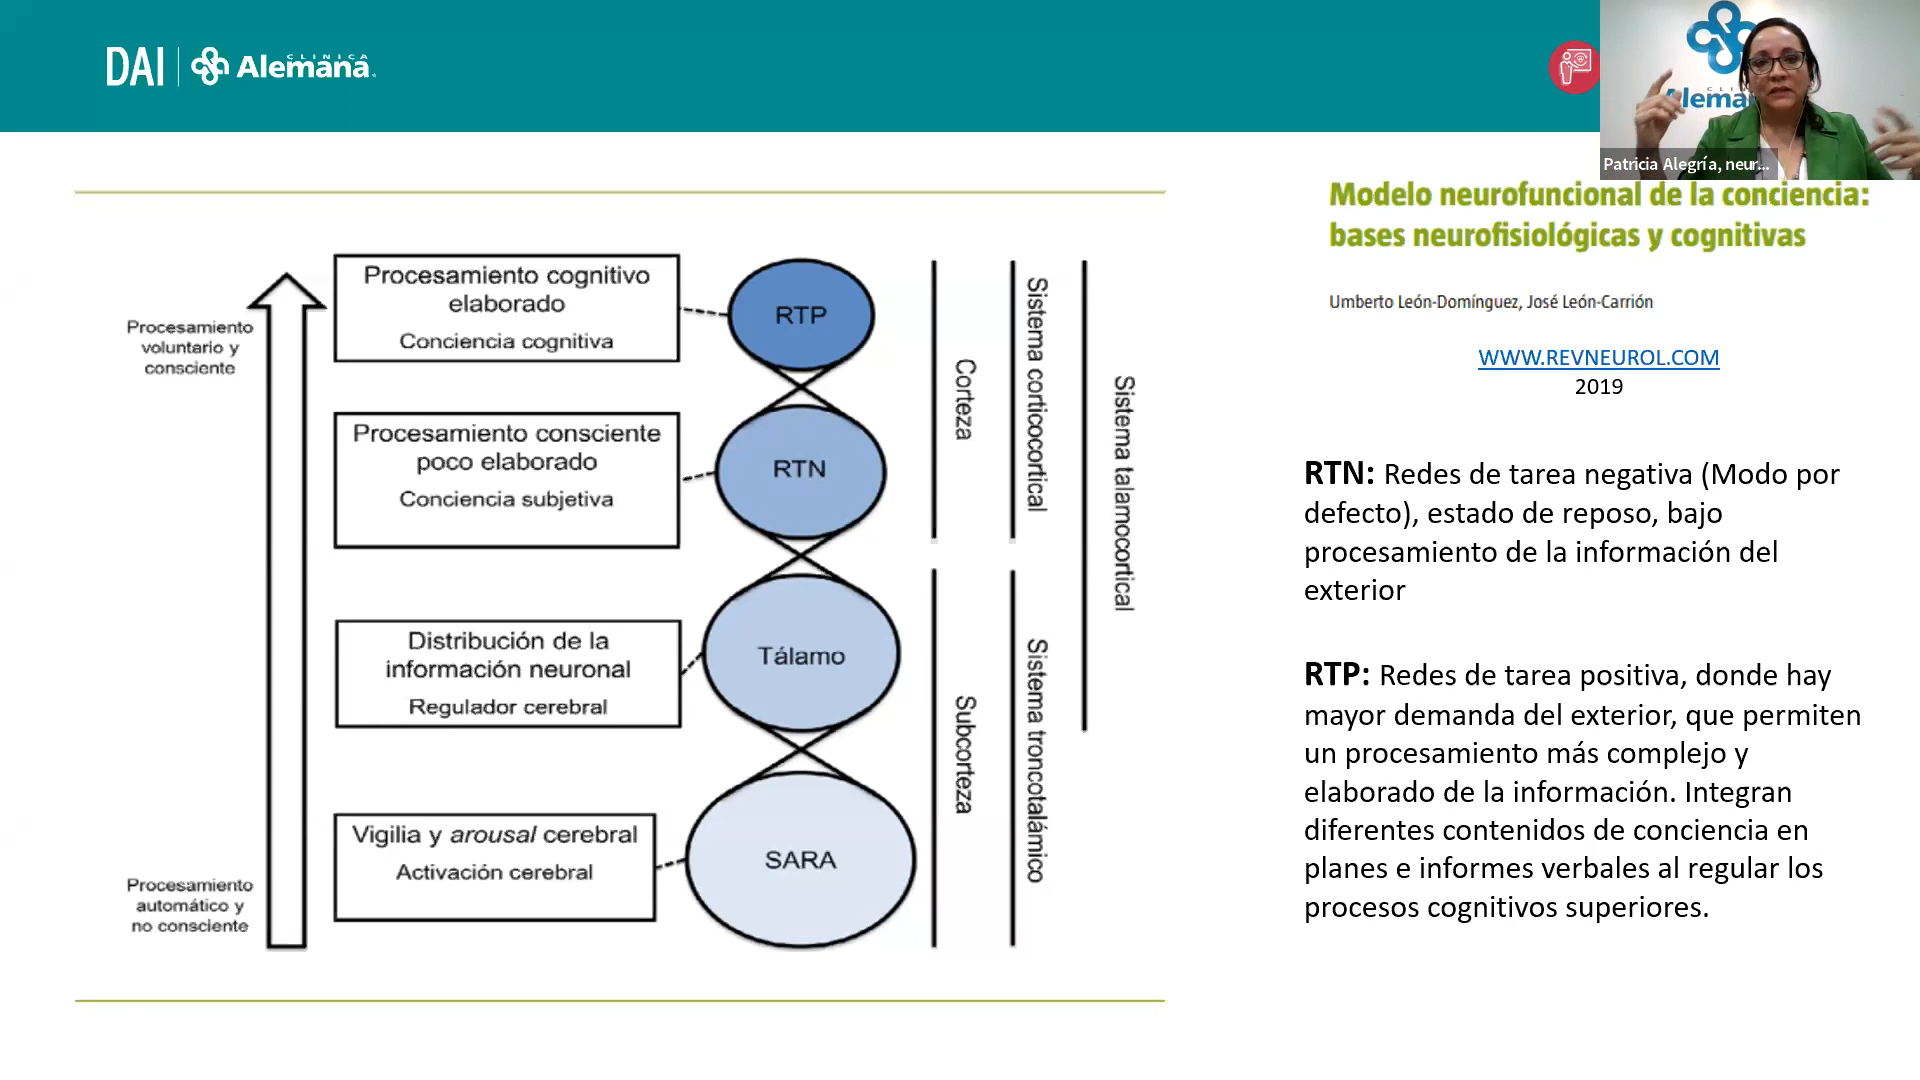 DAI
CLINICA
Alemana
CLI
Alema
Patricia Alegría, neur...
Modelo neurofuncional de la conciencia:
bases neurofisiológicas y cognitivas
Umberto León-Domínguez, José León-Carrión
WWW.REVNEUROL.COM
2019
Procesamiento
voluntario y
consciente
Procesamiento
automático y
no consciente
Procesamiento cognitivo
elaborado
Conciencia cognitiva
RTP
Procesamiento consciente
poco elaborado
Conciencia subjetiva
RTN
Distribución de la
información neuronal
Regulador cerebral
Tálamo
Vigilia y arousal cerebral
Activación cerebral
SARA
Corteza
Subcorteza
Sistema corticocortical
Sistema troncotalámico
Sistema talamocortical
RTN: Redes de tarea negativa (Modo por
defecto), estado de reposo, bajo
procesamiento de la información del
exterior
RTP: Redes de tarea positiva, donde hay
mayor demanda del exterior, que permiten
un procesamiento más complejo y
elaborado de la información. Integran
diferentes contenidos de conciencia en
planes e informes verbales al regular los
procesos cognitivos superiores.